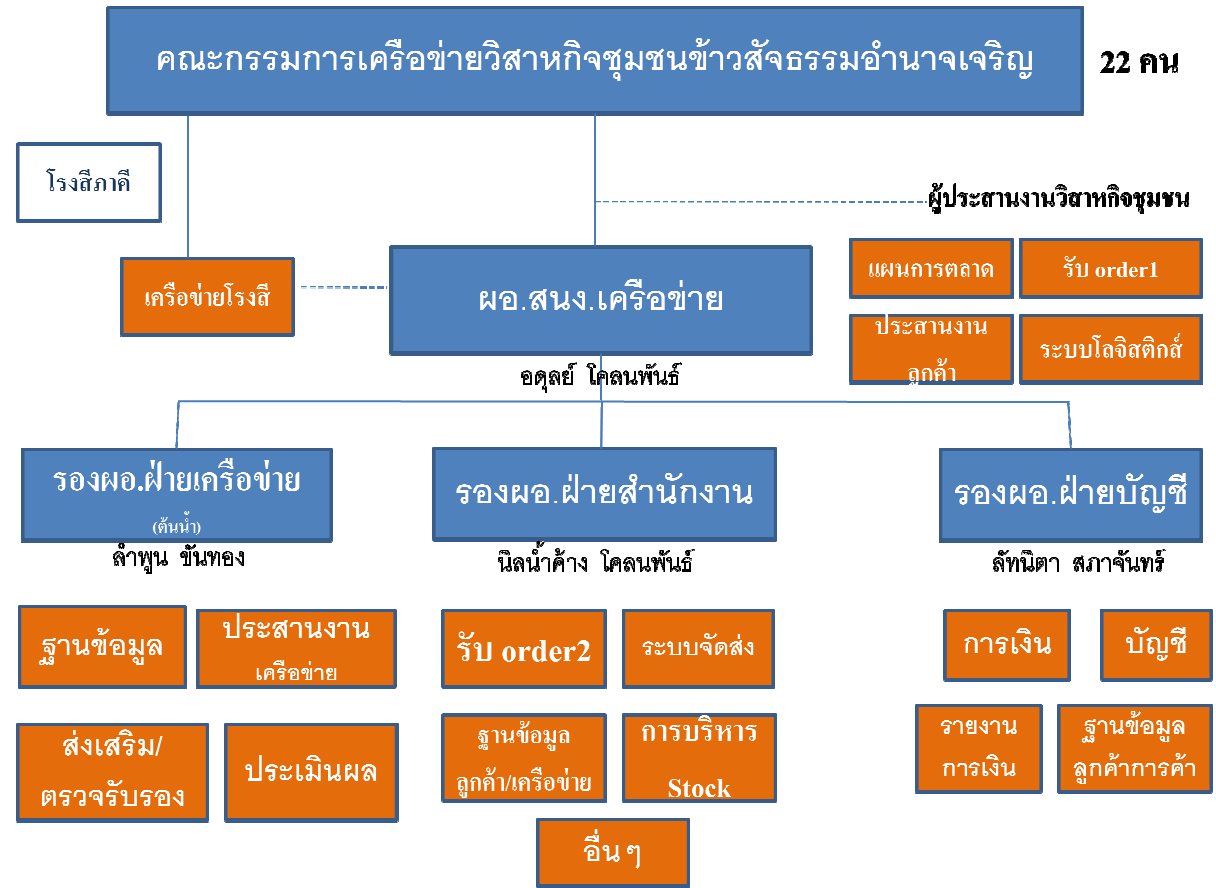 คณะกรรมการเครือข่ายวิสาหกิจชุมชนข้าวสัจธรรมอำนาจเจริญ
22 คน
โรงสีภาคี
ผู้ประสานงานวิสาหกิจชุมชน
เครือข่ายโรงสี
ผอ.สนง.เครือข่าย
แผนการตลาด
รับ order1
ประสานงาน
ลูกค้า
ระบบโลจิสติกส์
อดุลย์ โคลนพันธ์
รองผอ.ฝ่ายเครือข่าย
(ต้นน้ำ)
ลำพูน ขันทอง
รองผอ.ฝ่ายสำนักงาน
นิลน้ำค้าง โคลนพันธ์
รองผอ.ฝ่ายบัญชี
ลัทนิตา สภาจันทร์
ฐานข้อมูล
ประสานงาน
เครือข่าย
ส่งเสริม/
ตรวจรับรอง
ประเมินผล
รับ order2
ระบบจัดส่ง
ฐานข้อมูล
ลูกค้า/เครือข่าย
การบริหาร
Stock
อื่นๆ
การเงิน
บัญชี
รายงาน
การเงิน
ฐานข้อมูล
ลูกค้าการค้า